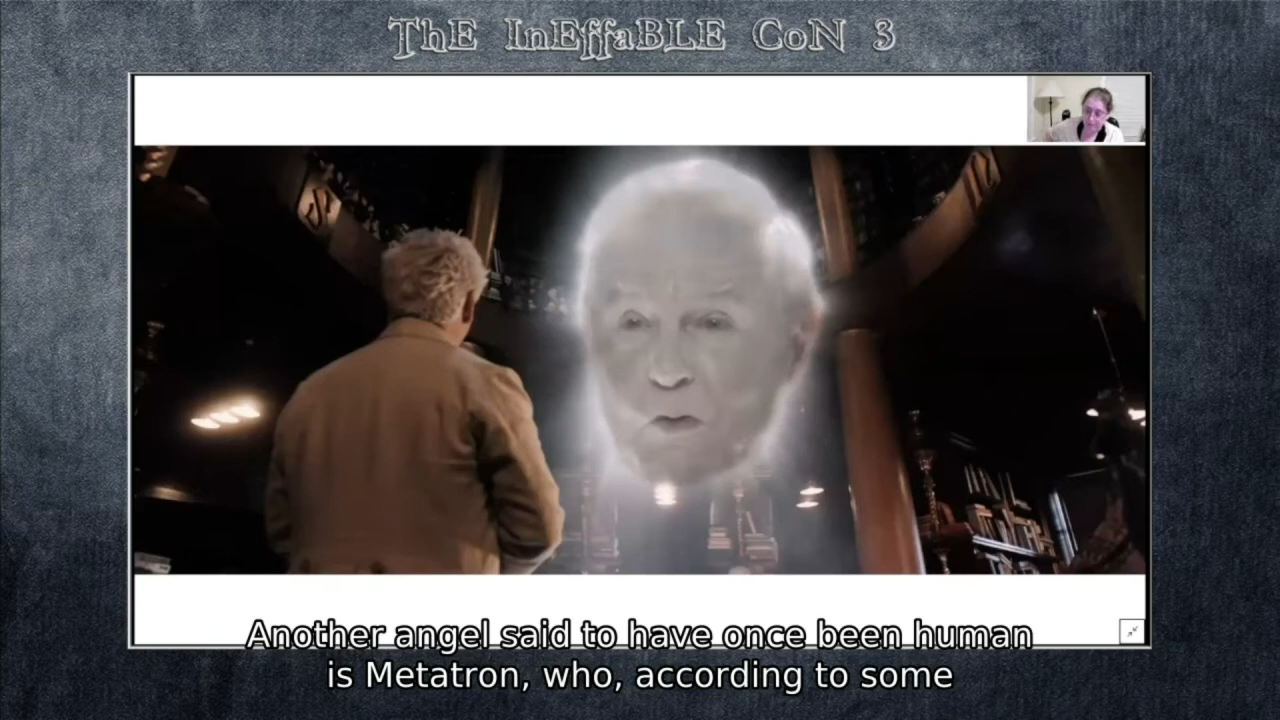 ThE InEffaBLE CoN 3
Another angel said to have once been human
is Metatron, who, according to some